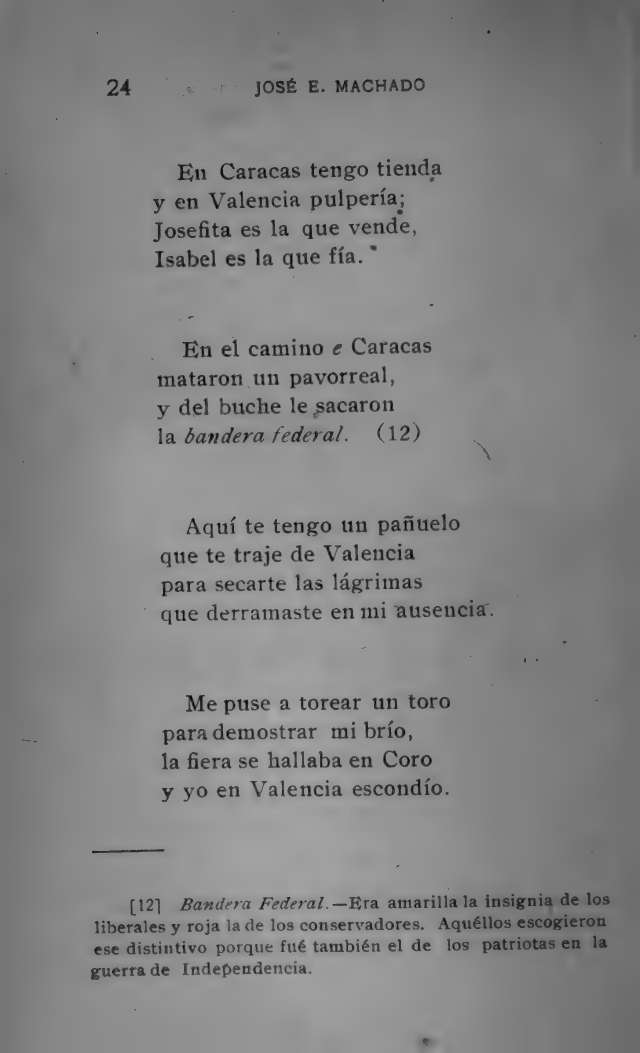 24 JOSÉ E. MACHADO
En Caracas tengo tienda
y en Valencia pulpería;
Josefita es la que vende,
Isabel es la que fía.
En el camino e Caracas
mataron un pavorreal,
y del buche le sacaron
la bandera federal. (12)
Aquí te tengo un pañuelo
que te traje de Valencia
para secarte las lágrimas
que derramaste en mi ausencia.
Me puse a torear un toro
para demostrar mi brío,
la fiera se hallaba en Coro
y yo en Valencia escondío.
[12] Bandera Federal.—Era amarilla la insignia de los
liberales y roja la de los conservadores. Aquéllos escogieron
ese distintivo porque fué también el de los patriotas en la
guerra de Independencia.